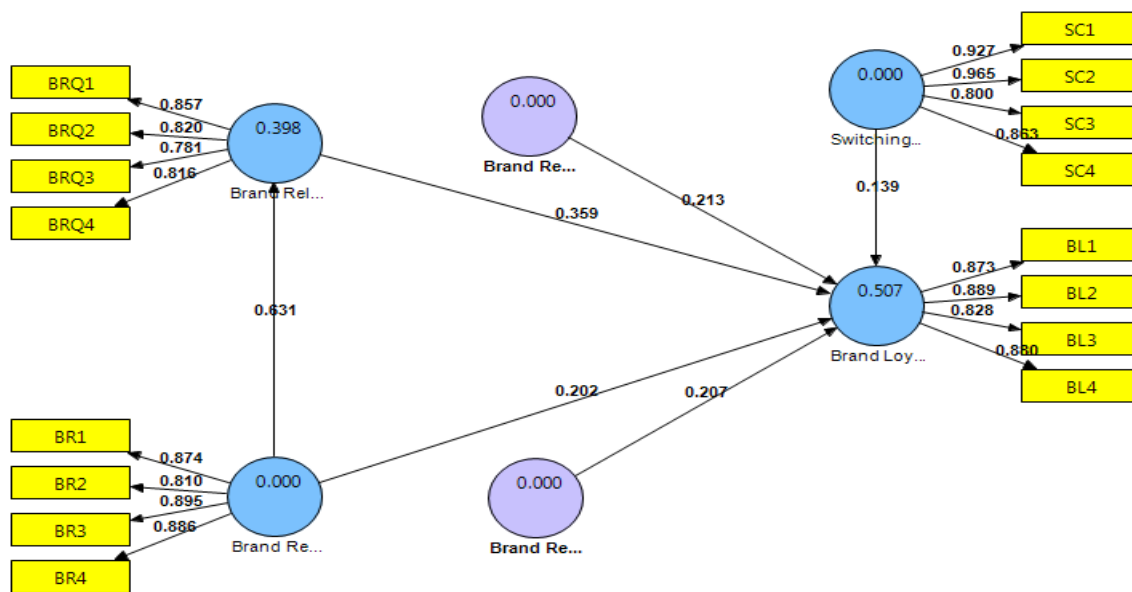 SC1
0.927
SC2
0.965
0.800
SC3
0.863
SC4
0.000
Switching...
0.139
BRQ1
0.857
BRQ2
0.820
0.781
BRQ3
0.816
BRQ4
0.398
Brand Rel...
0.000
Brand Re...
0.213
0.359
0.631
0.507
Brand Loy...
BL1
0.873
BL2
0.889
0.828
BL3
0.880
BL4
0.202
0.207
BR1
0.874
BR2
0.810
0.895
BR3
0.886
BR4
0.000
Brand Re...
0.000
Brand Re...